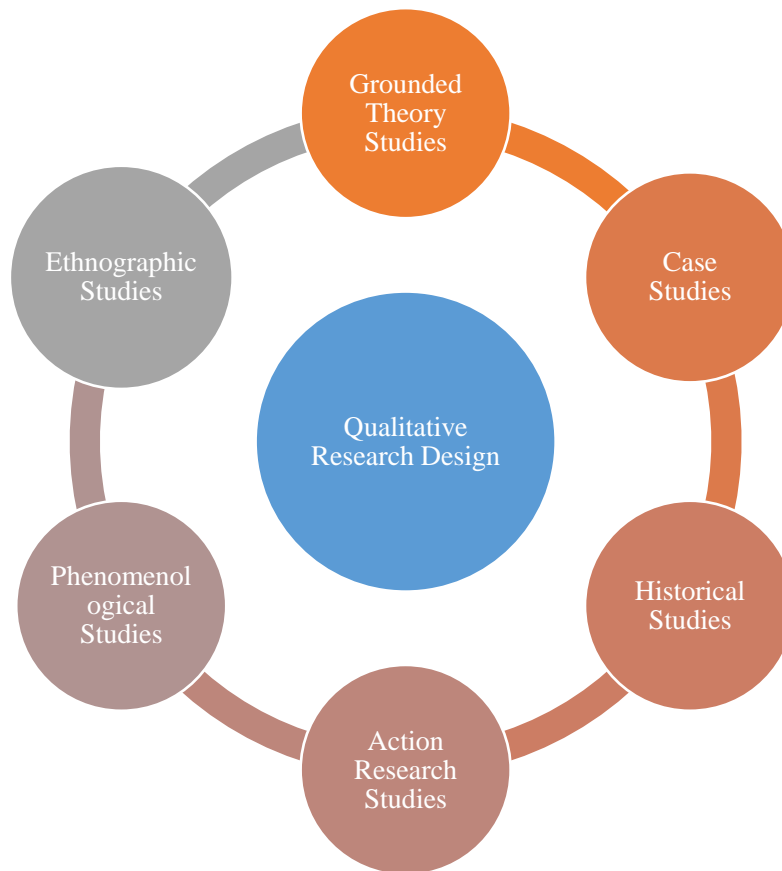 Grounded
Theory
Studies
Ethnographic
Studies
Case
Studies
Qualitative
Research Design
Phenomenol
ogical
Studies
Historical
Studies
Action
Research
Studies